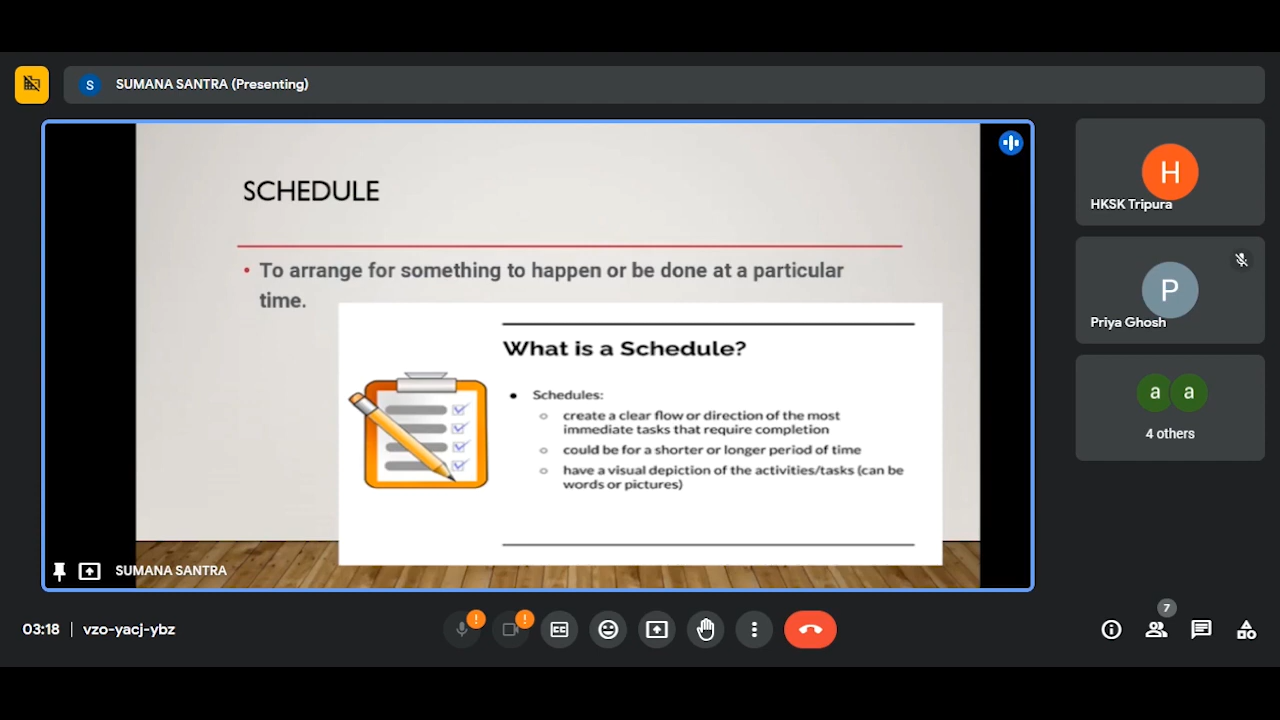 S
SUMANA SANTRA (Presenting)
SCHEDULE
• To arrange for something to happen or be done at a particular
time.
What is a Schedule?
● Schedules:
○ create a clear flow or direction of the most
immediate tasks that require completion
○ could be for a shorter or longer period of time
○ have a visual depiction of the activities/tasks (can be
words or pictures)
SUMANA SANTRA
H
HKSK Tripura
P
Priya Ghosh
a a
4 others
03:18 | vzo-yacj-ybz
! ! CC
7